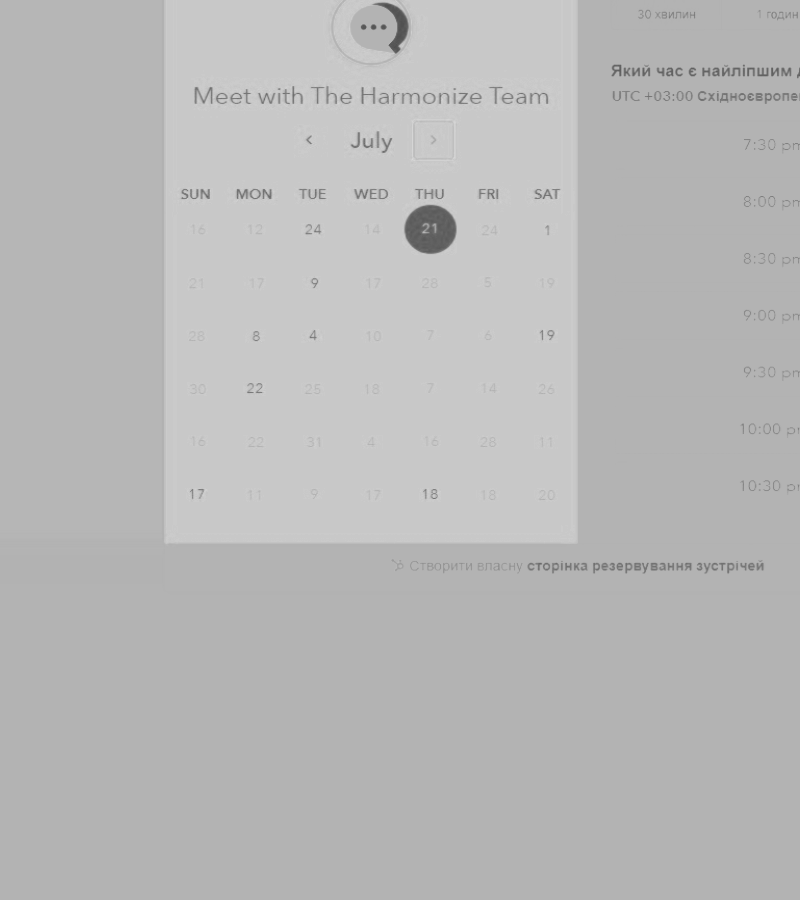 Meet with The Harmonize Team
July
SUN MON TUE WED THU FRI SAT
16 12 24 14 21 24 1
21 17 9 17 28 5 19
28 8 4 10 7 6 19
30 22 25 18 7 14 26
16 22 31 4 16 28 11
17 11 9 17 18 18 20
30 хвилин 1 годин
Який час є найліпшим
UTC +03:00 Східноєвропе
7:30 pm
8:00 pm
8:30 pm
9:00 pm
9:30 pm
10:00 p
10:30 p
Створити власну сторінка резервування зустрічей